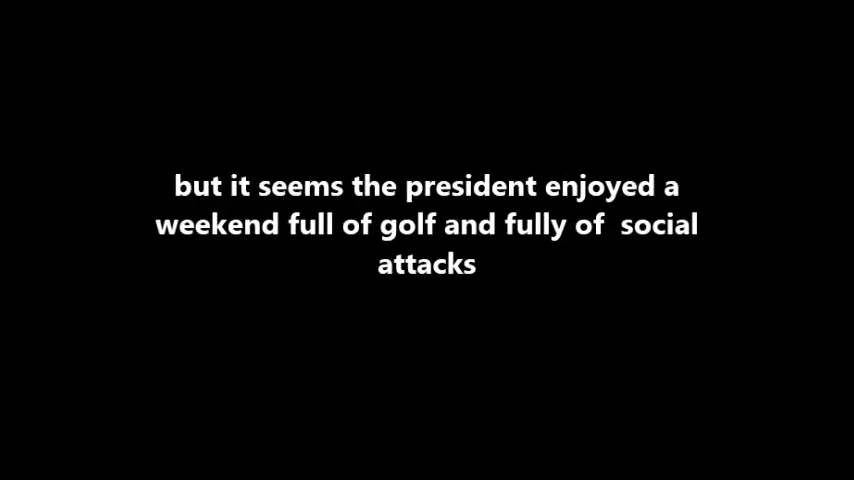 but it seems the president enjoyed a
weekend full of golf and fully of  social
attacks